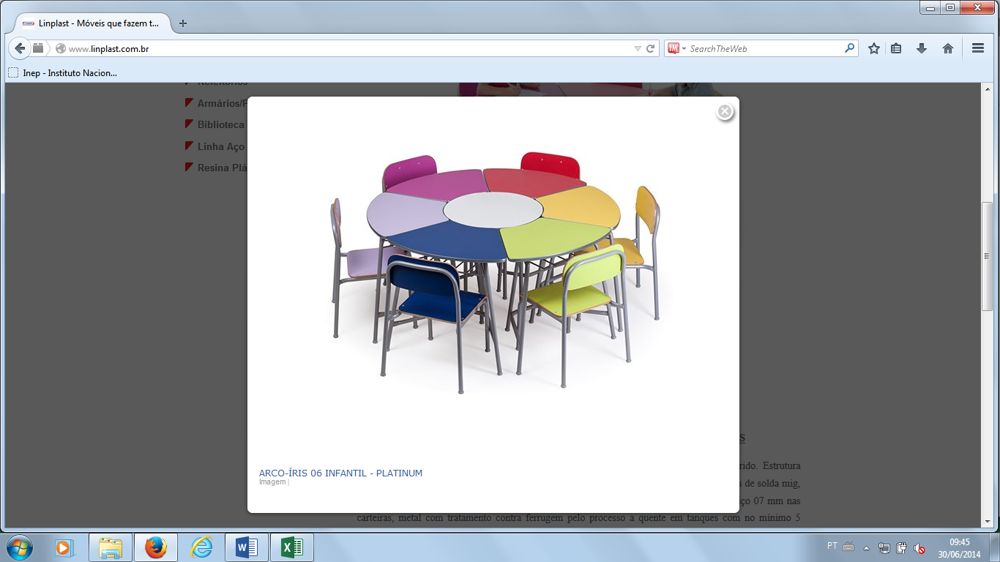 Linplast - Móveis que fazem t...
www.linplast.com.br
SearchTheWeb
Inep - Instituto Nacion...
Refeitórios
Armários/P
Biblioteca
Linha Aço
Resina Plá
S
rido. Estrutura
ARCO-ÍRIS 06 INFANTIL - PLATINUM
Imagem |
s de solda mig,
ço 07 mm nas
carteiras, metal com tratamento contra ferrugem pelo processo a quente em tanques com no mínimo 5
PT
09:45
30/06/2014